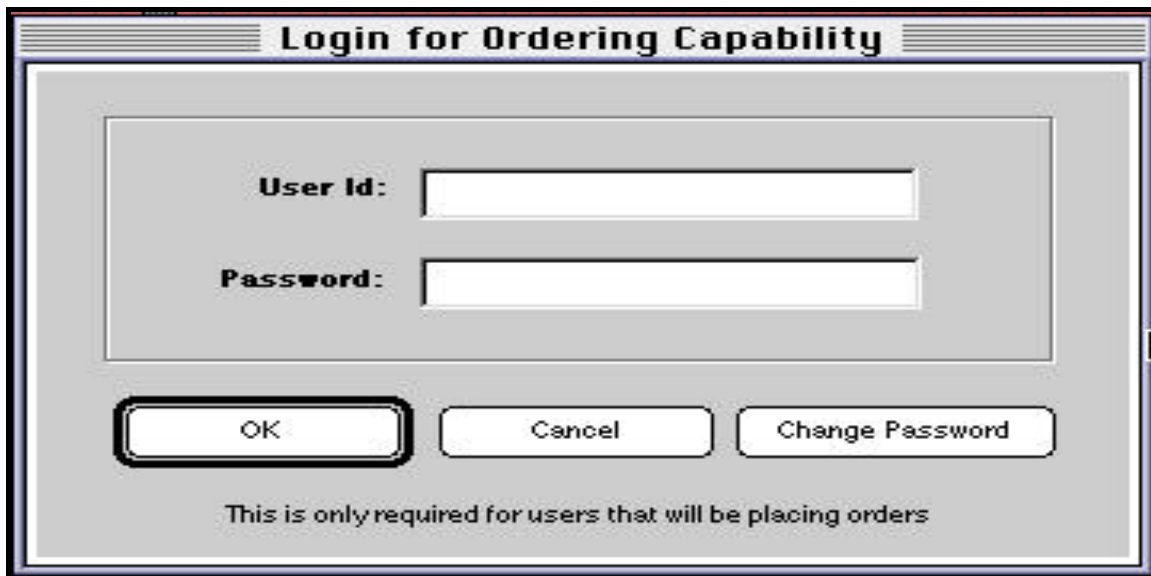 Login for Ordering Capability
User Id:
Password:
OK
Cancel
Change Password
This is only required for users that will be placing orders